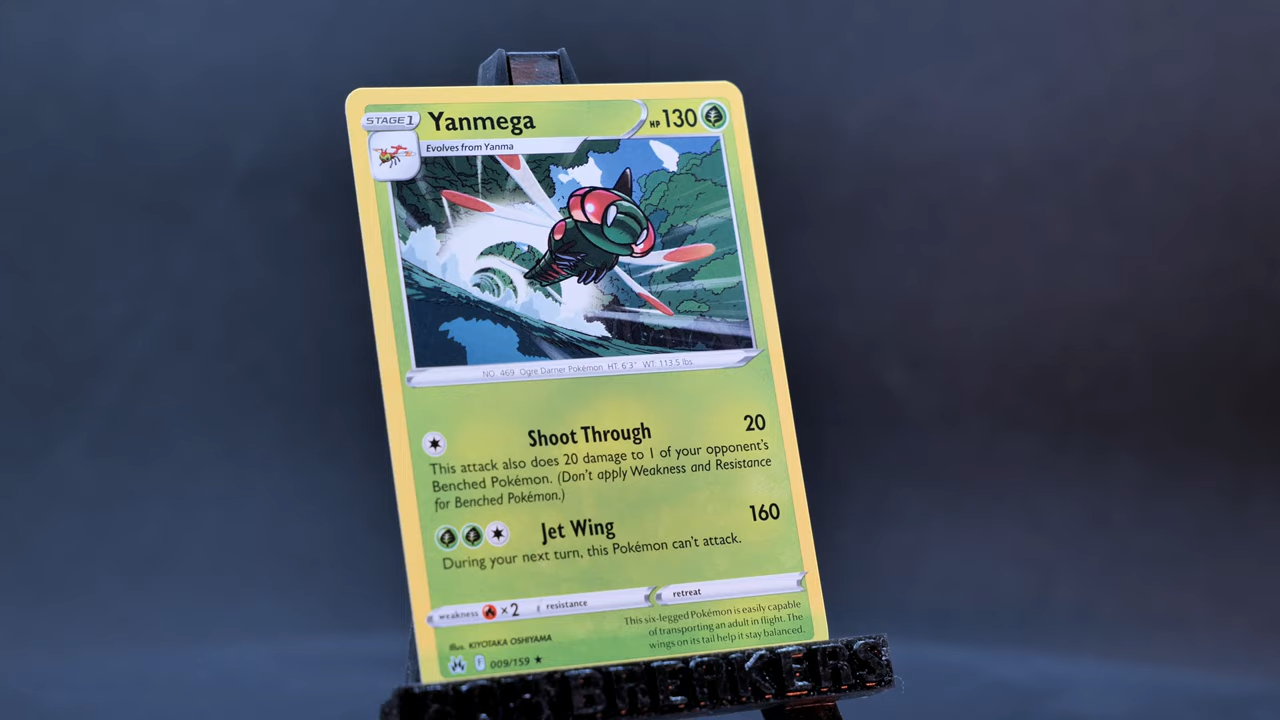 STAGE1
Yanmega
HP 130
Evolves from Yanma
NO. 469 Ogre Darner Pokémon HT: 6'3" WT: 113.5 lbs.
Shoot Through 20
This attack also does 20 damage to 1 of your opponent's
Benched Pokémon. (Don't apply Weakness and Resistance
for Benched Pokémon.)
Jet Wing 160
During your next turn, this Pokémon can't attack.
weakness ×2 resistance retreat
This six-legged Pokémon is easily capable
of transporting an adult in flight. The
wings on its tail help it stay balanced.
Illus. KIYOTAKA OSHIYAMA
F 009/159 ★